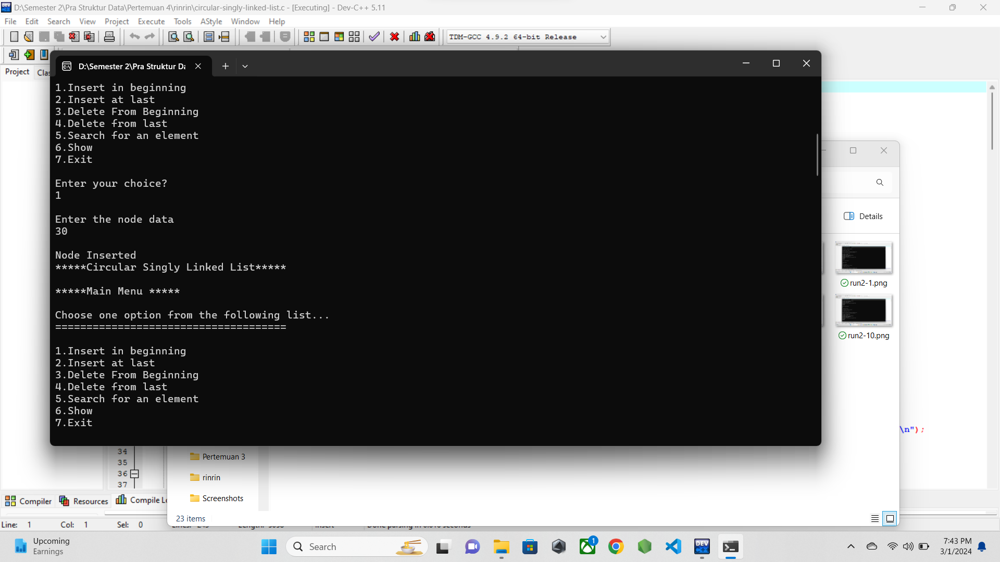 D:\Semester 2\Pra Struktur Data\Pertemuan 4\rinrin\circular-singly-linked-list.c - [Executing] - Dev-C++ 5.11
File Edit Search View Project Execute Tools AStyle Window Help
TDM-GCC 4.9.2 64-bit Release
Project Clas
D:\Semester 2\Pra Struktur Da
1.Insert in beginning
2.Insert at last
3.Delete From Beginning
4.Delete from last
5.Search for an element
6.Show
7.Exit
Enter your choice?
1
Enter the node data
30
Node Inserted
*****Circular Singly Linked List*****
*****Main Menu *****
Choose one option from the following list...
=====================================
1.Insert in beginning
2.Insert at last
3.Delete From Beginning
4.Delete from last
5.Search for an element
6.Show
7.Exit
Details
run2-1.png
run2-10.png
\n");
34
35
36
37
Pertemuan 3
rinrin
Screenshots
23 items
Compiler Resources Compile Lo
Line: 1 Col: 1 Sel: 0
Upcoming
Earnings
Search
DEV
C++
1
7:43 PM
3/1/2024